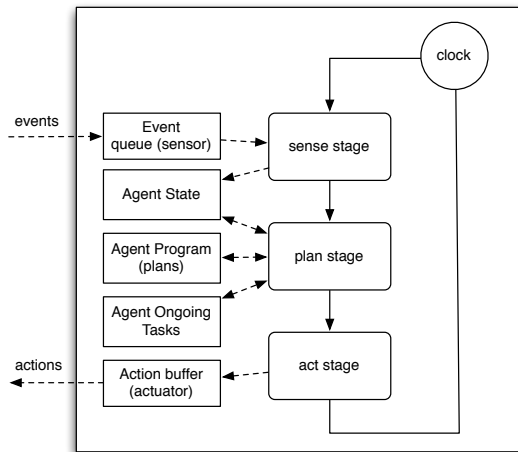 clock
events
Event
queue (sensor)
sense stage
Agent State
Agent Program
(plans)
plan stage
Agent Ongoing
Tasks
actions
Action buffer
(actuator)
act stage